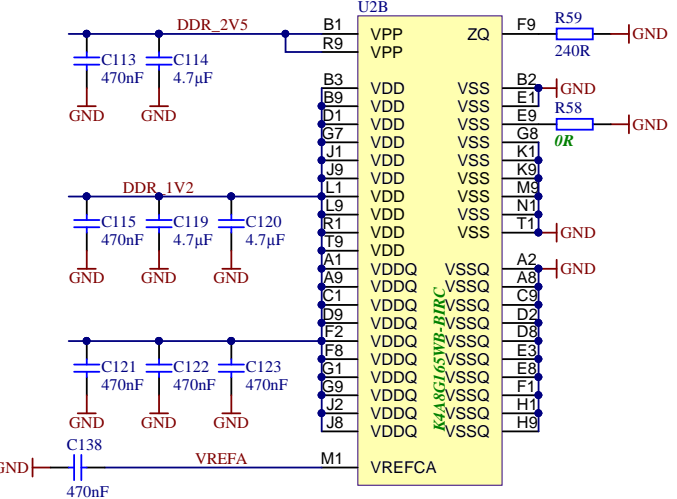 U2B
DDR_2V5
B1
VPP
ZQ
F9
R59
GND
240R
R9
VPP
C113
470nF
C114
4.7µF
GND
GND
B3
VDD
VSS
B2
GND
B9
VDD
VSS
E1
D1
VDD
VSS
E9
R58
GND
0R
G7
VDD
VSS
G8
J1
VDD
VSS
K1
J9
VDD
VSS
K9
DDR_1V2
L1
VDD
VSS
M9
L9
VDD
VSS
N1
R1
VDD
VSS
T1
GND
T9
VDD
C115
470nF
C119
4.7µF
C120
4.7µF
GND
GND
GND
A1
VDDQ
VSSQ
A2
GND
A9
VDDQ
VSSQ
A8
C1
VDDQ
VSSQ
C9
D9
VDDQ
VSSQ
D2
F2
VDDQ
VSSQ
D8
F8
VDDQ
VSSQ
E3
G1
VDDQ
VSSQ
E8
G9
VDDQ
VSSQ
F1
J2
VDDQ
VSSQ
H1
J8
VDDQ
VSSQ
H9
K4A8G165WB-BIRC
C121
470nF
C122
470nF
C123
470nF
GND
GND
GND
C138
GND
470nF
VREFA
M1
VREFCA